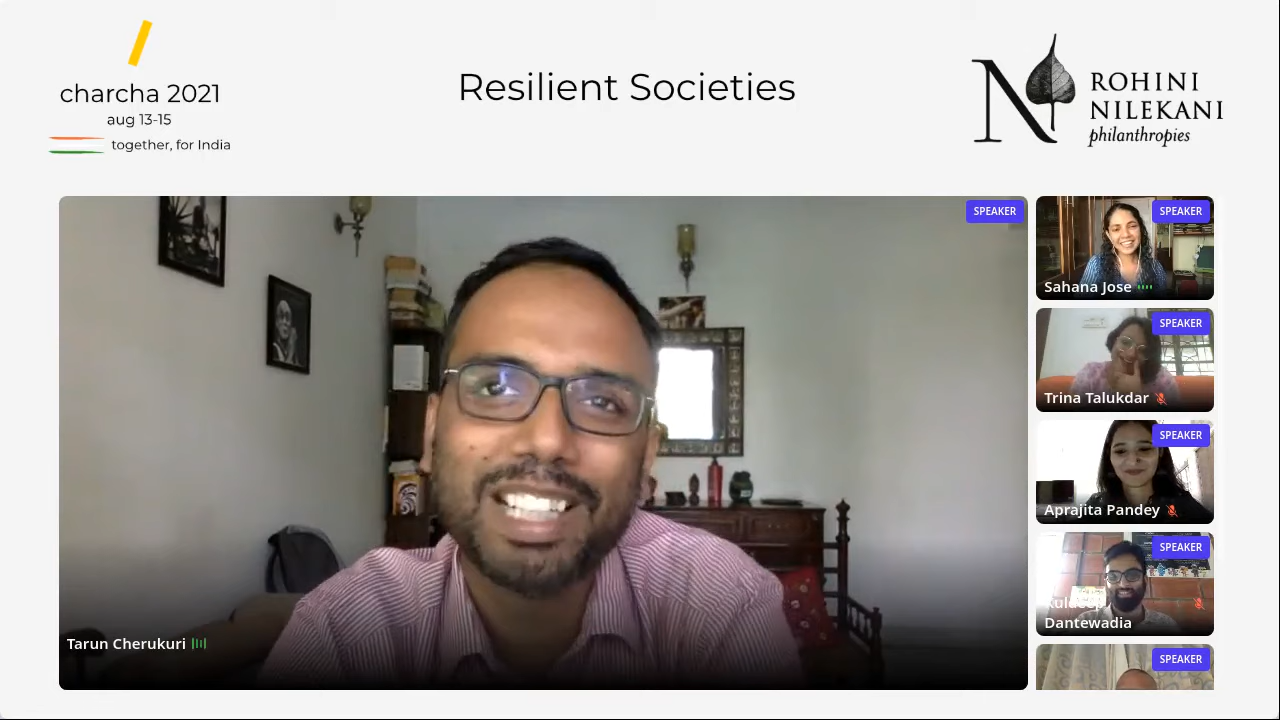 charcha 2021
aug 13-15
together, for India
Resilient Societies
N
ROHINI
NILEKANI
philanthropies
SPEAKER
Tarun Cherukuri
SPEAKER
Sahana Jose
SPEAKER
Trina Talukdar
SPEAKER
Aprajita Pandey
SPEAKER
Kuldeep
Dantewadia
SPEAKER